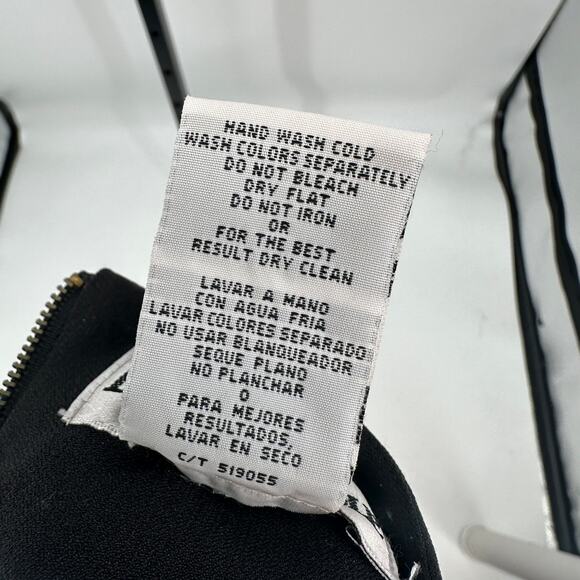 HAND WASH COLD
WASH COLORS SEPARATELY
DO NOT BLEACH
DRY FLAT
DO NOT IRON
OR
FOR THE BEST
RESULT DRY CLEAN
LAVAR A MANO
CON AGUA FRIA
LAVAR COLORES SEPARADO
NO USAR BLANQUEADOR
SEQUE PLANO
NO PLANCHAR
O
PARA MEJORES
RESULTADOS,
LAVAR EN SECO
C/T 519055